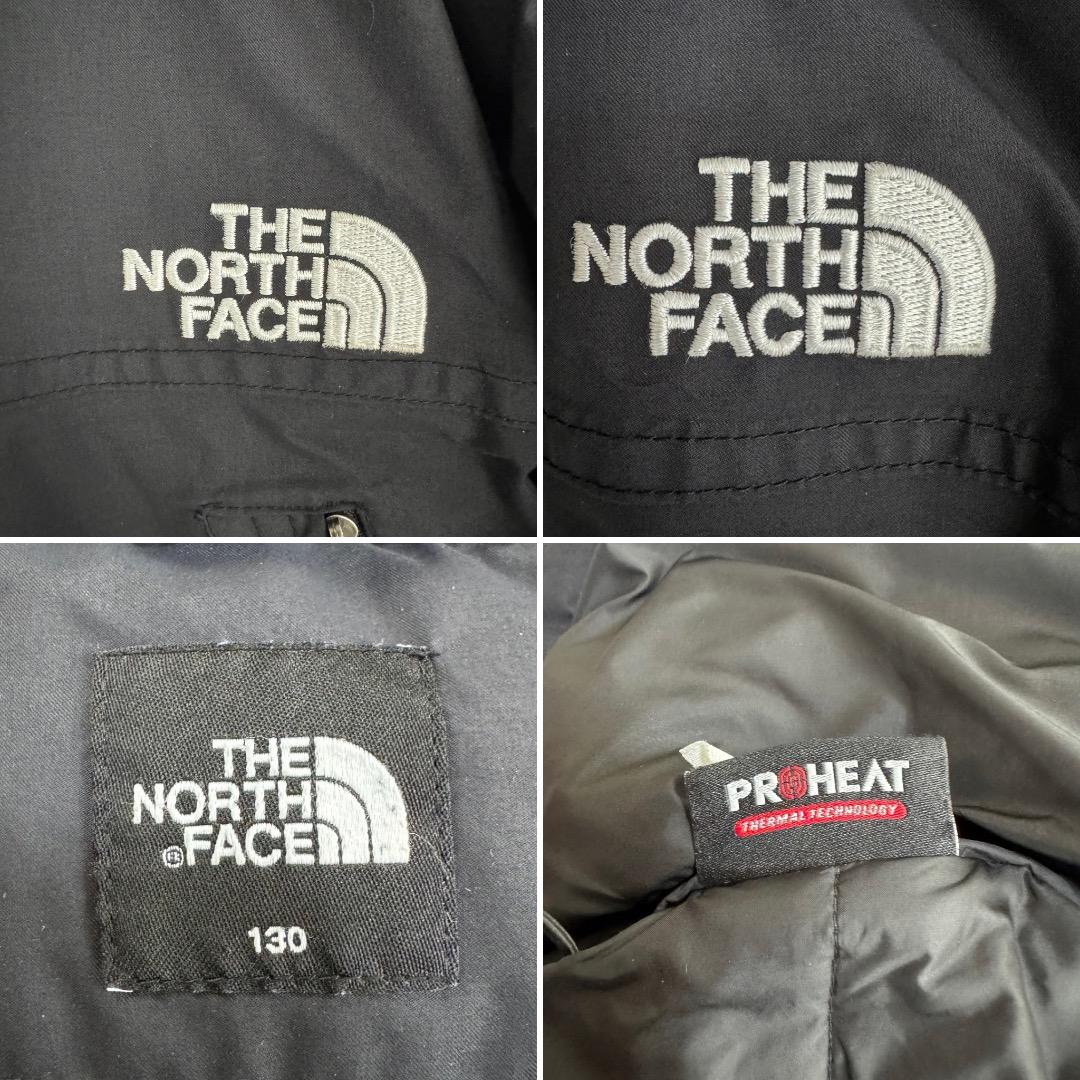 THE
NORTH
FACE
THE
NORTH
FACE
THE
NORTH
®FACE
130
PROHEAT
THERMAL TECHNOLOGY